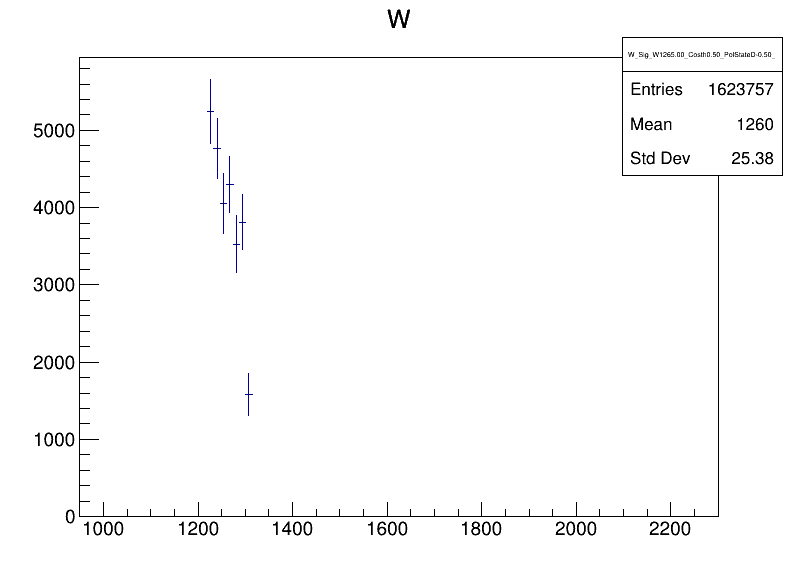 W
W_Sig_W1265.00_Costh0.50_PolStateD-0.50_
Entries 1623757
Mean 1260
Std Dev 25.38
5000
4000
3000
2000
1000
0
1000 1200 1400 1600 1800 2000 2200